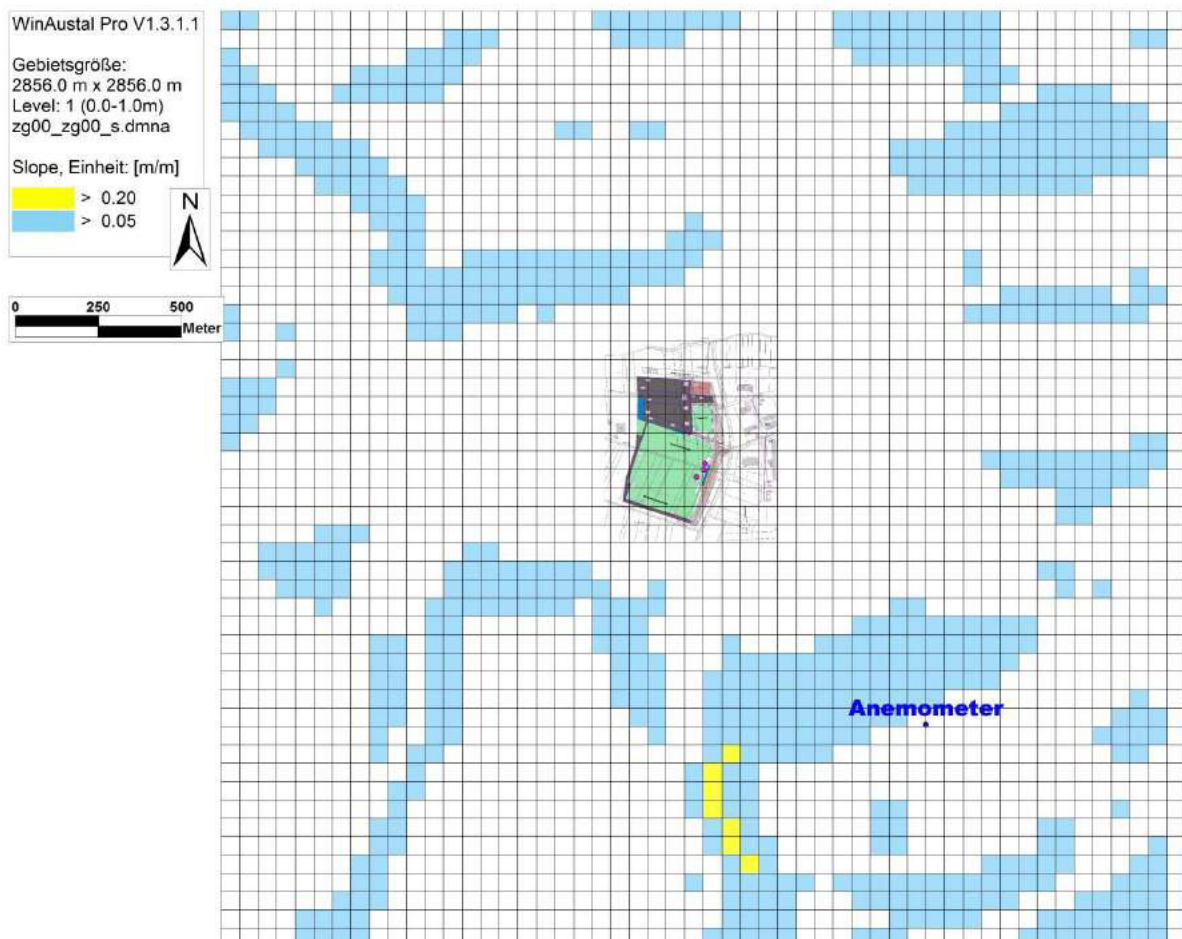 WinAustal Pro V1.3.1.1
Gebietsgröße:
2856.0 m x 2856.0 m
Level: 1 (0.0-1.0m)
zg00_zg00_s.dmna
Slope, Einheit: [m/m]
> 0.20
> 0.05
N
0 250 500
Meter
Anemometer